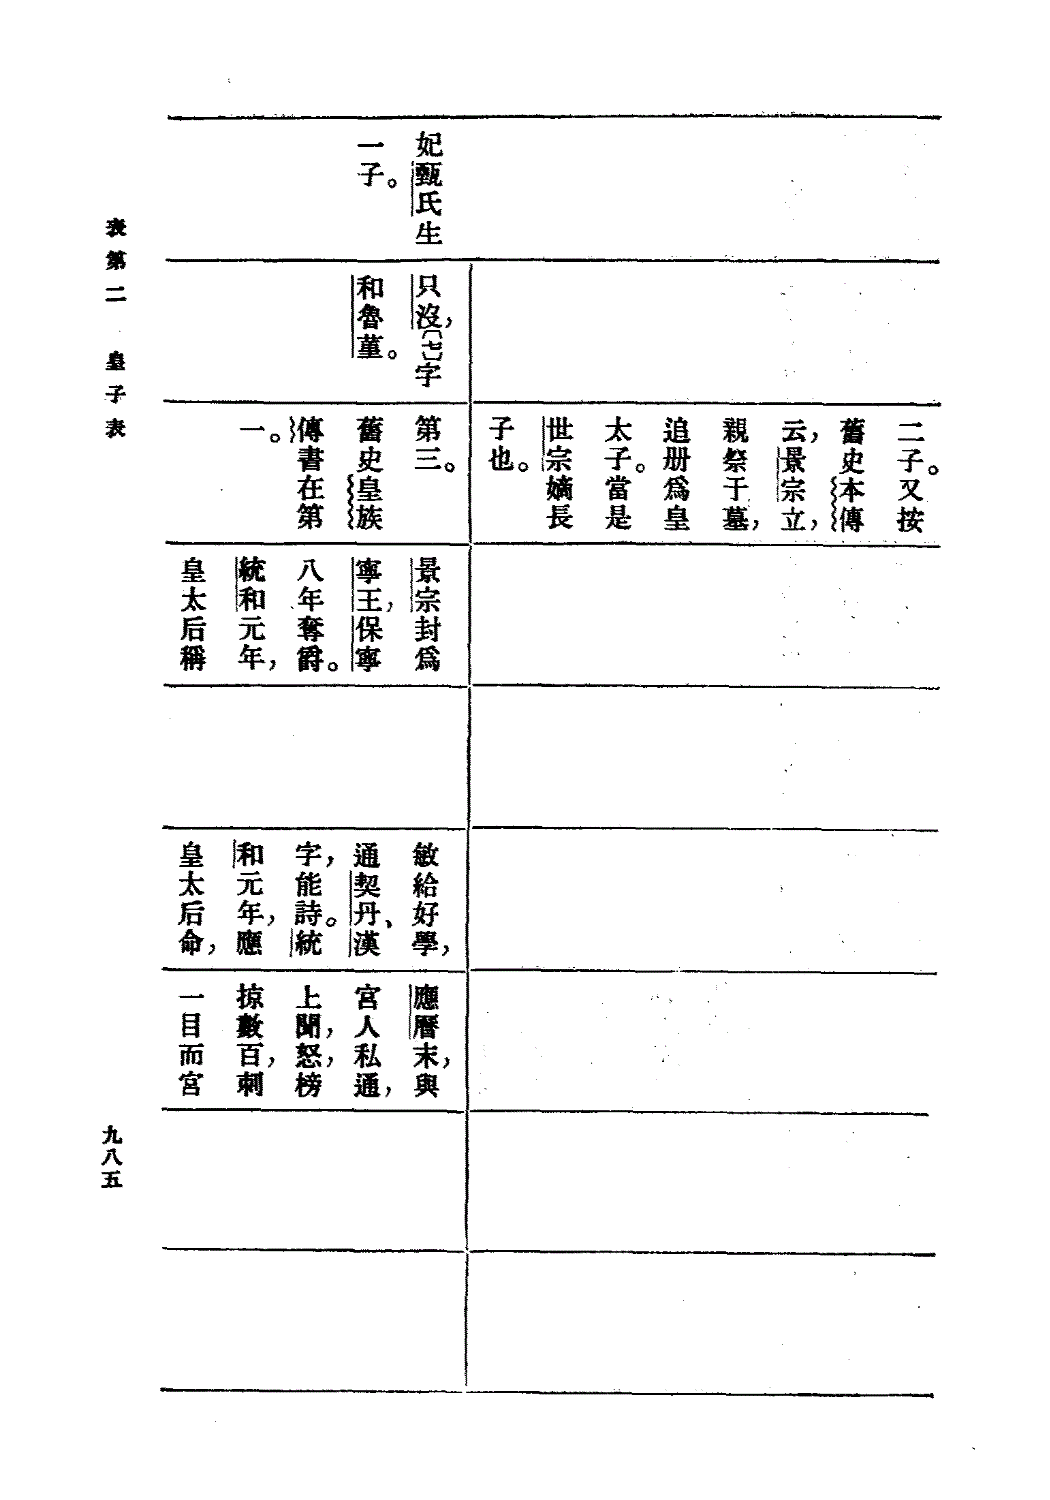 二子。又按
舊史本傳
云，景宗立，
親祭于墓，
追册爲皇
太子。當是
世宗嫡長
子也。
妃甄氏生
一子。
只沒，〔七〕字
和魯菫。
第三。
舊史皇族
傳書在第
一。
景宗封爲
寧王，保寧
八年奪爵。
統和元年，
皇太后稱
敏給好學，
通契丹、漢
字，能詩。統
和元年，應
皇太后命，
應曆末，與
宮人私通，
上聞，怒，榜
掠數百，刺
一目而宮
表第二 皇子表
九八五